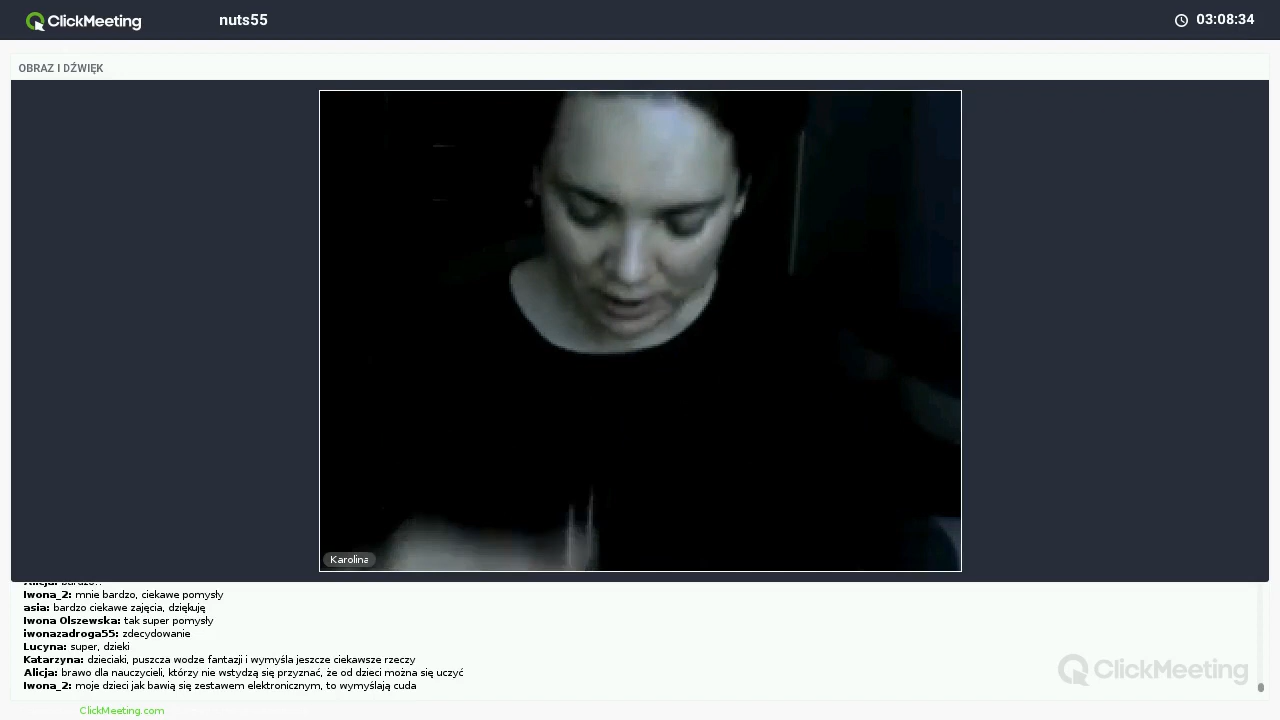 ClickMeeting
nuts55
03:08:34
OBRAZ I DŹWIĘK
Karolina
Alicja: bardzo!!
Iwona_2: mnie bardzo, ciekawe pomysły
asia: bardzo ciekawe zajęcia, dziękuję
Iwona Olszewska: tak super pomysły
iwonazadroga55: zdecydowanie
Lucyna: super, dzieki
Katarzyna: dzieciaki, puszcza wodze fantazji i wymyśla jeszcze ciekawsze rzeczy
Alicja: brawo dla nauczycieli, którzy nie wstydzą się przyznać, że od dzieci można się uczyć
Iwona_2: moje dzieci jak bawią się zestawem elektronicznym, to wymyślają cuda
ClickMeeting
ClickMeeting.com